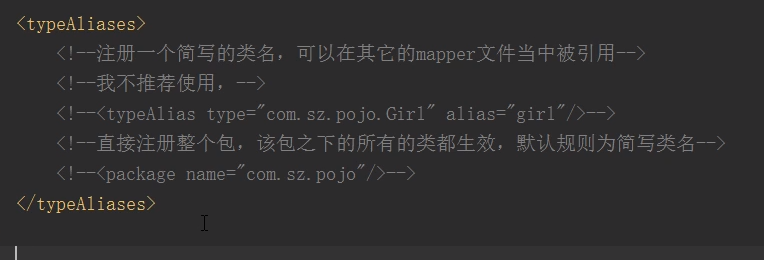 <typeAliases>
<!--注册一个简写的类名，可以在其它的mapper文件当中被引用-->
<!--我不推荐使用，-->
<!--<typeAlias type="com.sz.pojo.Girl" alias="girl"/>-->
<!--直接注册整个包，该包之下的所有的类都生效，默认规则为简写类名-->
<!--<package name="com.sz.pojo"/>-->
</typeAliases>